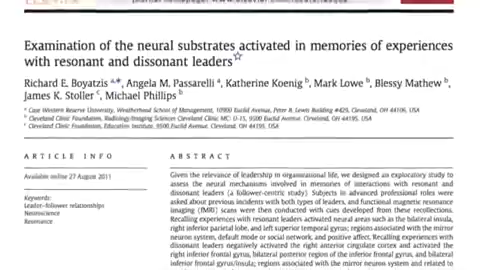 Examination of the neural substrates activated in memories of experiences
with resonant and dissonant leaders☆
Richard E. Boyatzis a,*, Angela M. Passarelli a, Katherine Koenig b, Mark Lowe b, Blessy Mathew b,
James K. Stoller c, Michael Phillips b
a Case Western Reserve University, Weatherhood School of Management, 10900 Euclid Avenue, Peter B. Lewis Building #429, Cleveland, OH 44106, USA
b Cleveland Clinic Foundation, Radiology/Imaging Sciences Cleveland Clinic MC: U-15, 9500 Euclid Avenue, Cleveland, OH 44195, USA
c Cleveland Clinic Foundation, Education Institute, 9500 Euclid Avenue, Cleveland, OH 44195, USA
ARTICLE INFO
ABSTRACT
Available online 27 August 2011
Keywords:
Leader-follower relationships
Neuroscience
Resonance
Given the relevance of leadership to organizational life, we designed an exploratory study to
assess the neural mechanisms involved in memories of interactions with resonant and
dissonant leaders (a follower-centric study) Subjects in advanced professional roles were
asked about previous incidents with both types of leaders, and functional magnetic resonance
imaging (fMRI) scans were then conducted with cues developed from these recollections.
Recalling experiences with resonant leaders activated neural areas such as the bilateral insula,
right inferior parietal lobe, and left superior temporal gyrus; regions associated with the mirror
neuron system, default mode or social network, and positive affect. Recalling experiences with
dissonant leaders negatively activated the right anterior cingulate cortex and activated the
right inferior frontal gyrus, bilateral posterior region of the inferior frontal gyrus, and bilateral
inferior frontal gyrus/insula; regions associated with the mirror neuron system and related to